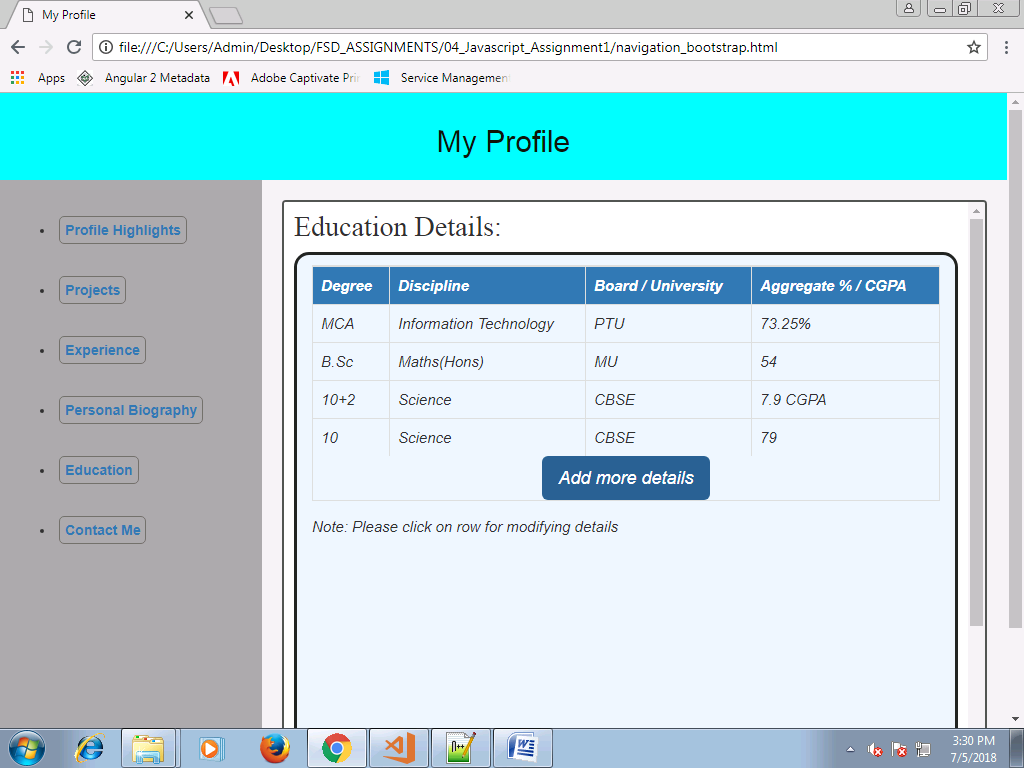 My Profile
file:///C:/Users/Admin/Desktop/FSD_ASSIGNMENTS/04_Javascript_Assignment1/navigation_bootstrap.html
Apps Angular 2 Metadata Adobe Captivate Pri Service Management
My Profile
Profile Highlights
Projects
Experience
Personal Biography
Education
Contact Me
Education Details:
Degree Discipline Board / University Aggregate % / CGPA
MCA Information Technology PTU 73.25%
B.Sc Maths(Hons) MU 54
10+2 Science CBSE 7.9 CGPA
10 Science CBSE 79
Add more details
Note: Please click on row for modifying details
3:30 PM
7/5/2018